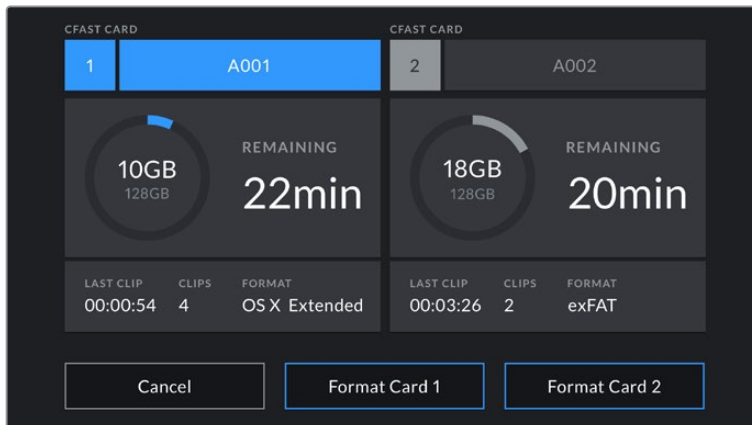 CFAST CARD
1 A001
10GB
128GB
REMAINING
22min
LAST CLIP CLIPS FORMAT
00:00:54 4 OS X Extended
CFAST CARD
2 A002
18GB
128GB
REMAINING
20min
LAST CLIP CLIPS FORMAT
00:03:26 2 exFAT
Cancel Format Card 1 Format Card 2